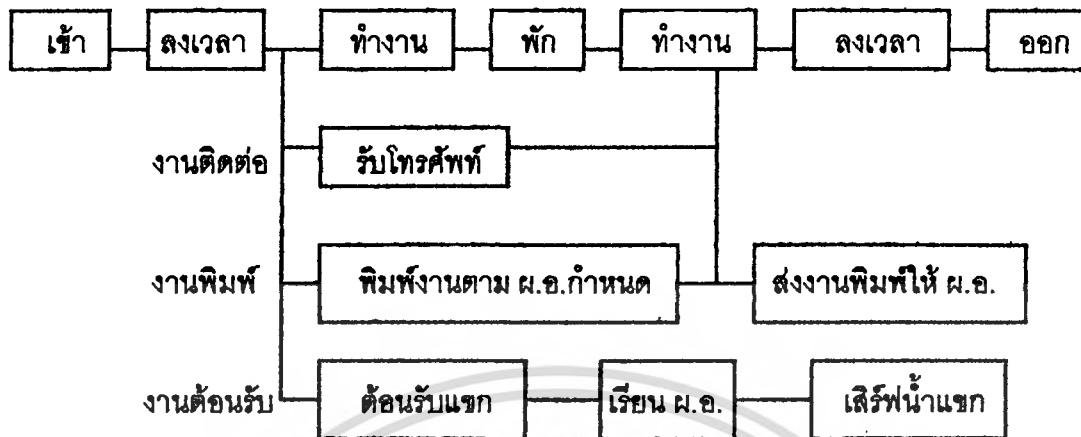 เข้า ลงเวลา ทำงาน พัก ทำงาน ลงเวลา ออก
งานติดต่อ รับโทรศัพท์
งานพิมพ์ พิมพ์งานตาม ผ.อ.กำหนด ส่งงานพิมพ์ให้ ผ.อ.
งานต้อนรับ ต้อนรับแขก เรียน ผ.อ. เสิร์ฟน้ำแขก